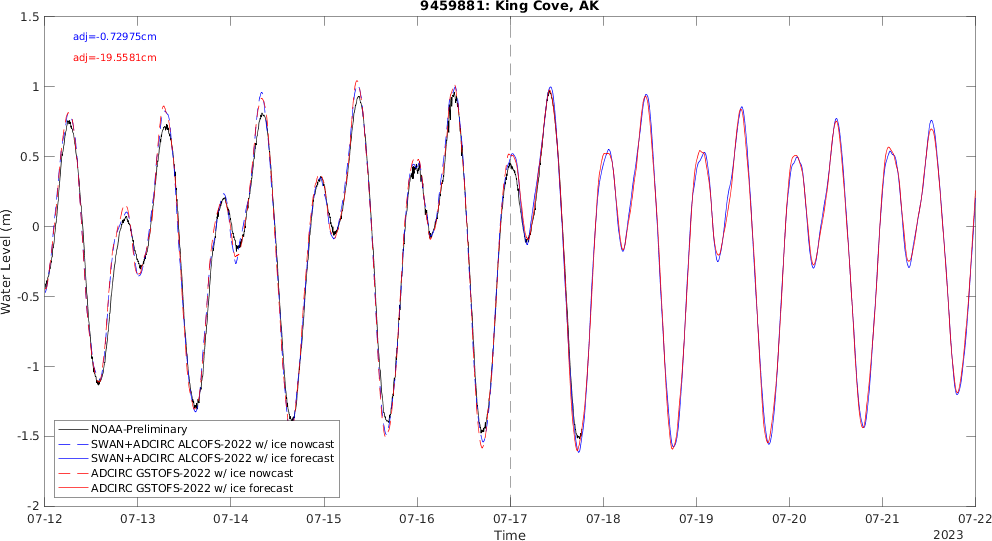 9459881: King Cove, AK
1.5
adj=-0.72975cm
adj=-19.5581cm
1
0.5
0
-0.5
-1
-1.5
-2
Water Level (m)
NOAA-Preliminary
SWAN+ADCIRC ALCOFS-2022 w/ ice nowcast
SWAN+ADCIRC ALCOFS-2022 w/ ice forecast
ADCIRC GSTOFS-2022 w/ ice nowcast
ADCIRC GSTOFS-2022 w/ ice forecast
07-12 07-13 07-14 07-15 07-16 07-17 07-18 07-19 07-20 07-21 07-22
Time
2023